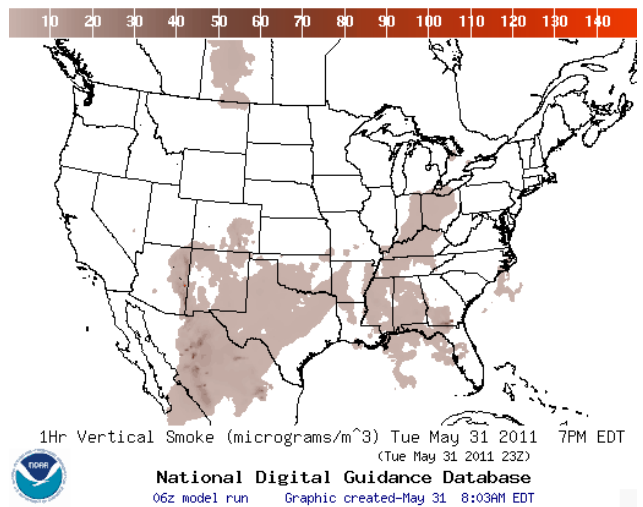 10 20 30 40 50 60 70 80 90 100 110 120 130 140
1Hr Vertical Smoke (micrograms/m^3) Tue May 31 2011 7PM EDT
(Tue May 31 2011 23Z)
NOAA
National Digital Guidance Database
06z model run Graphic created-May 31 8:03AM EDT